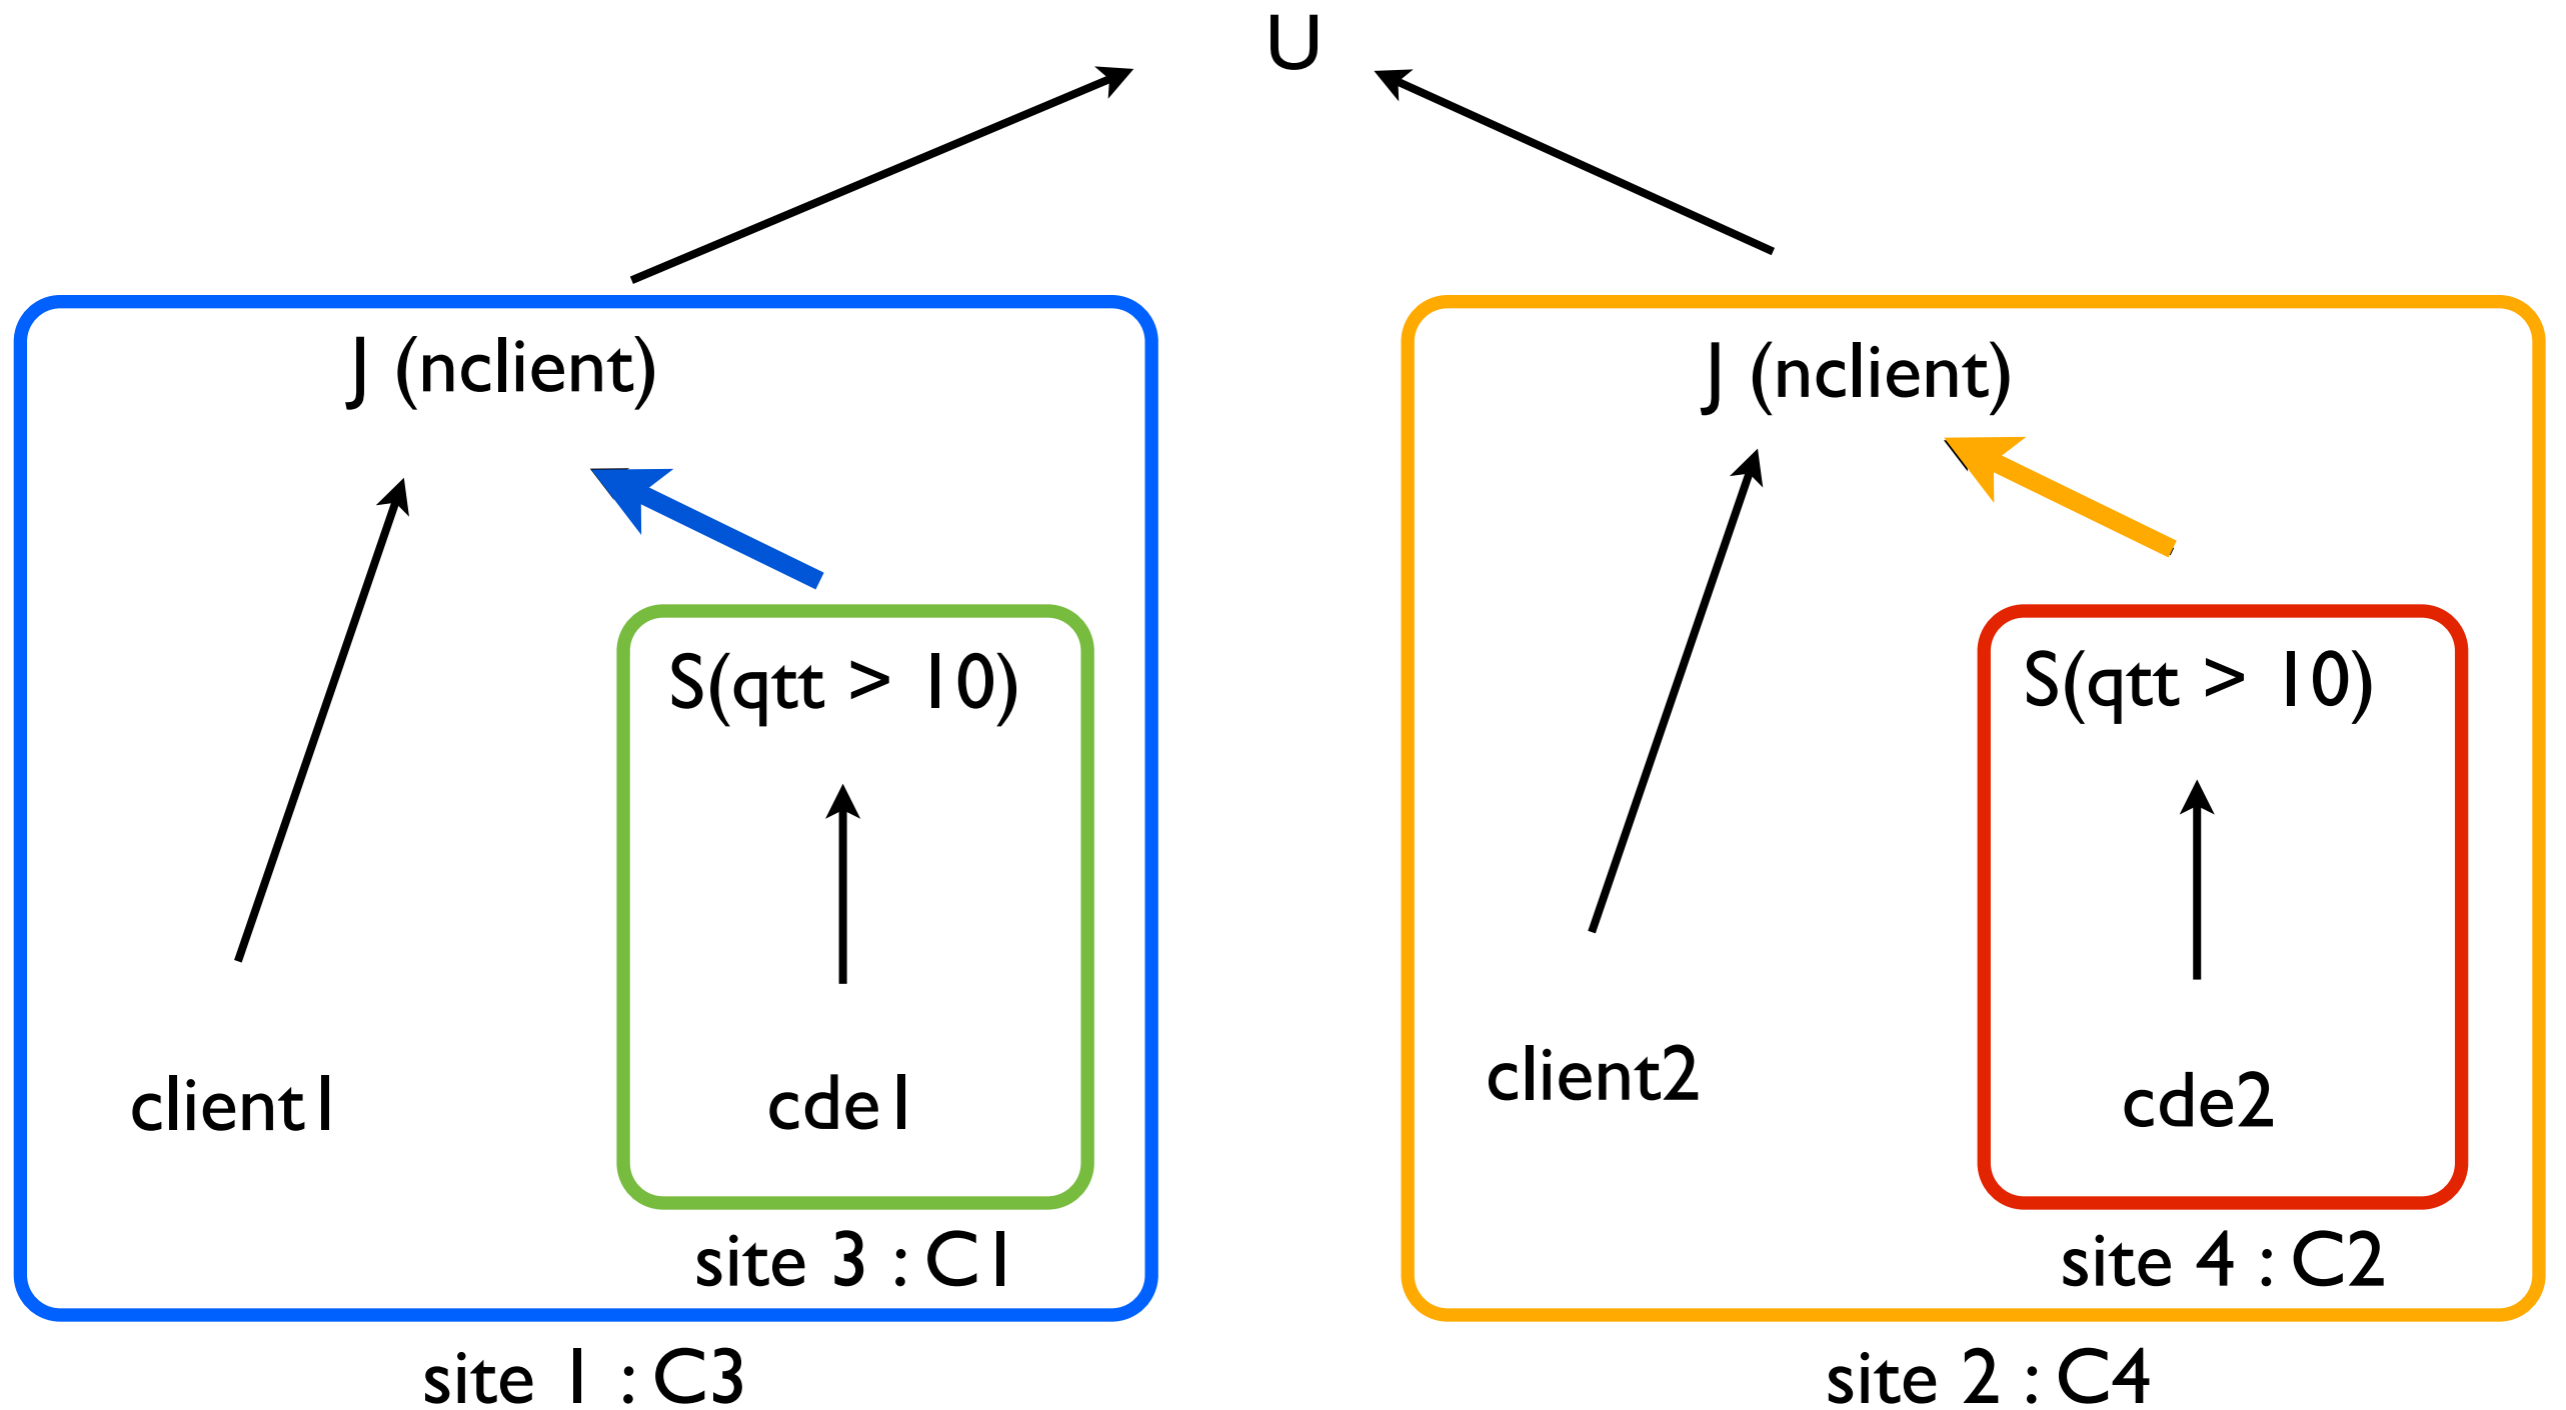 U
J (nclient)
J (nclient)
S(qtt > 10)
S(qtt > 10)
client1
cde1
client2
cde2
site 3 : C1
site 4 : C2
site 1 : C3
site 2 : C4